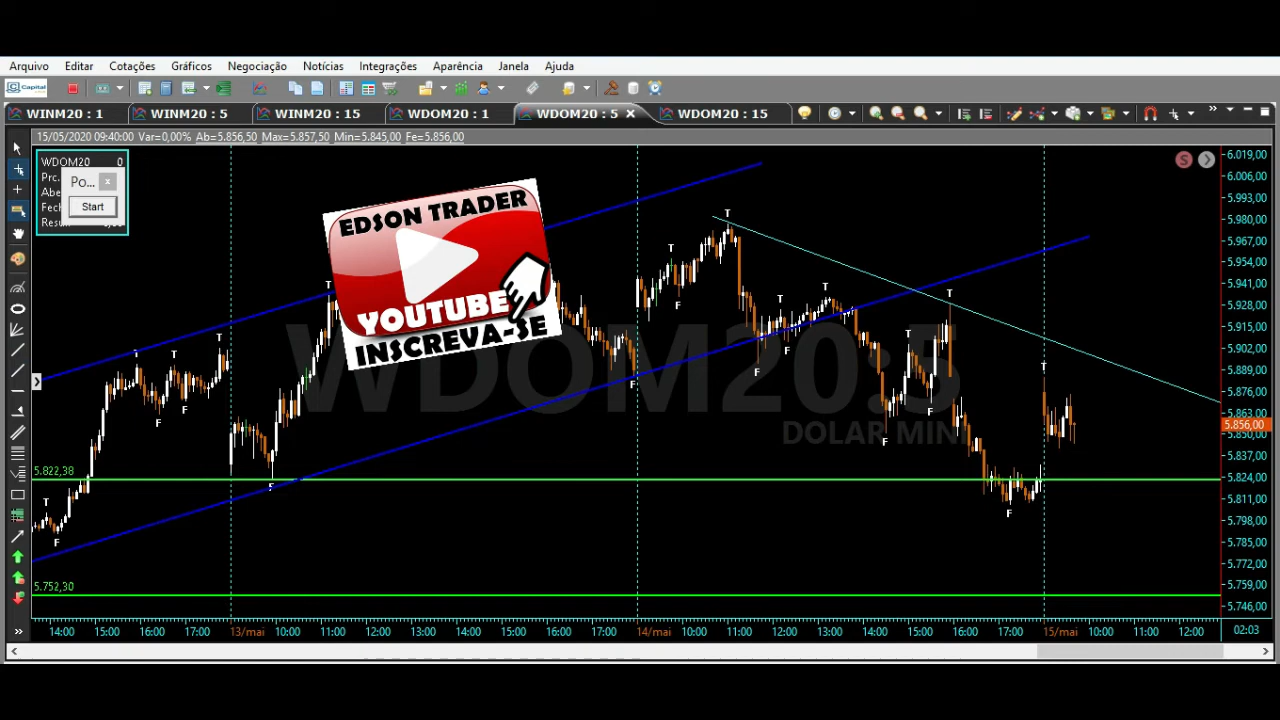 Arquivo Editar Cotações Gráficos Negociação Notícias Integrações Aparência Janela Ajuda
Capital
WINM20 : 1 WINM20 : 5 WINM20 : 15 WDOM20 : 1 WDOM20 : 5 WDOM20 : 15
15/05/2020 09:40:00 Var=0,00% Ab=5.856,50 Max=5.857,50 Min=5.845,00 Fe=5.856,00
WDOM20 0
Prc.
Po...
Abe
Start
Fech
Resu
EDSON TRADER
YOUTUBE
INSCREVA-SE
WDOM20:5
DOLAR MIN
S
6.019,00
6.006,00
5.993,00
5.980,00
5.967,00
5.954,00
5.941,00
5.928,00
5.915,00
5.902,00
5.889,00
5.876,00
5.863,00
5.856,00
5.850,00
5.837,00
5.824,00
5.811,00
5.798,00
5.785,00
5.772,00
5.759,00
5.746,00
5.822,38
5.752,30
14:00 15:00 16:00 17:00 13/mai 10:00 11:00 12:00 13:00 14:00 15:00 16:00 17:00 14/mai 10:00 11:00 12:00 13:00 14:00 15:00 16:00 17:00 15/mai 10:00 11:00 12:00 02:03